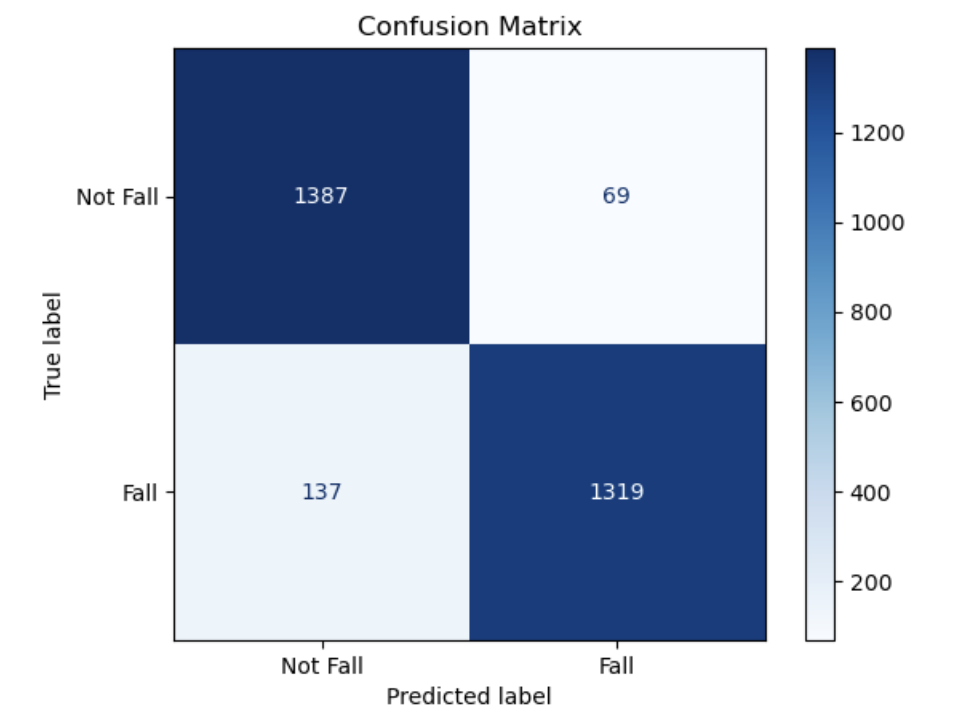 Confusion Matrix
True label
Not Fall
1387
69
Fall
137
1319
Not Fall
Fall
Predicted label
1200
1000
800
600
400
200